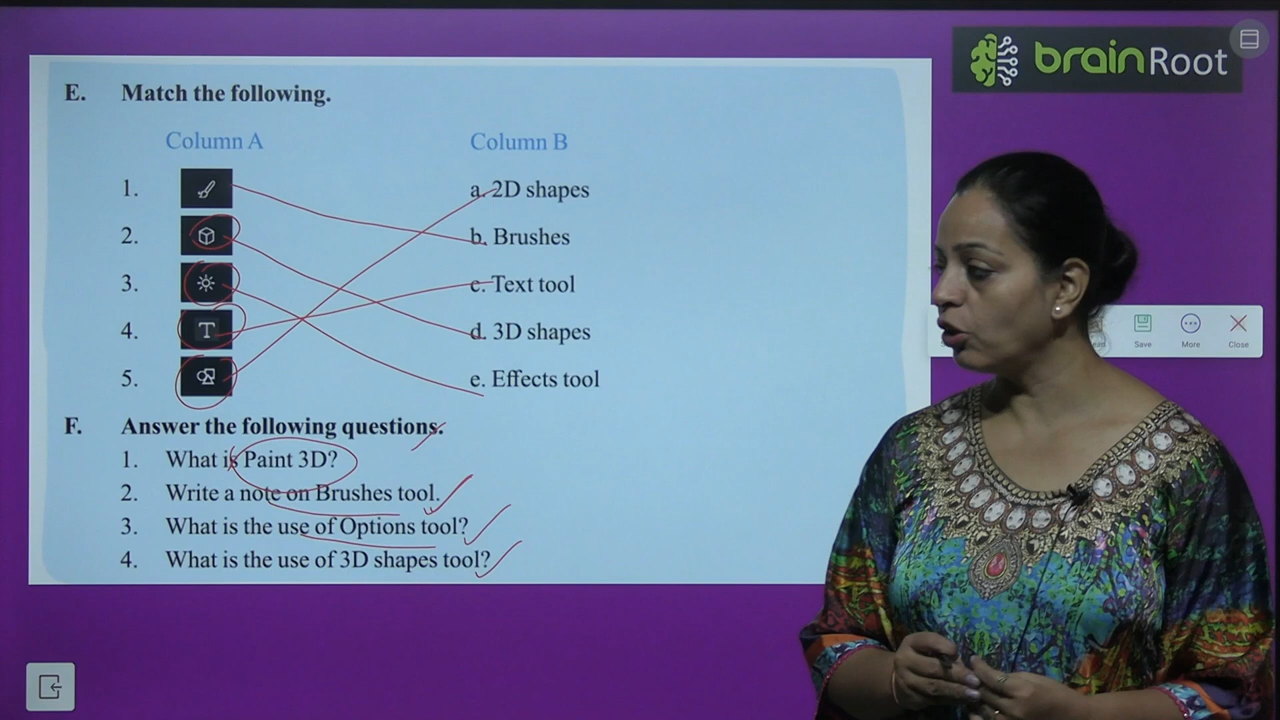 brainRoot
E. Match the following.
Column A Column B
1. a. 2D shapes
2. b. Brushes
3. c. Text tool
4. T d. 3D shapes
5. e. Effects tool
F. Answer the following questions.
1. What is Paint 3D?
2. Write a note on Brushes tool.
3. What is the use of Options tool?
4. What is the use of 3D shapes tool?
Save More Close